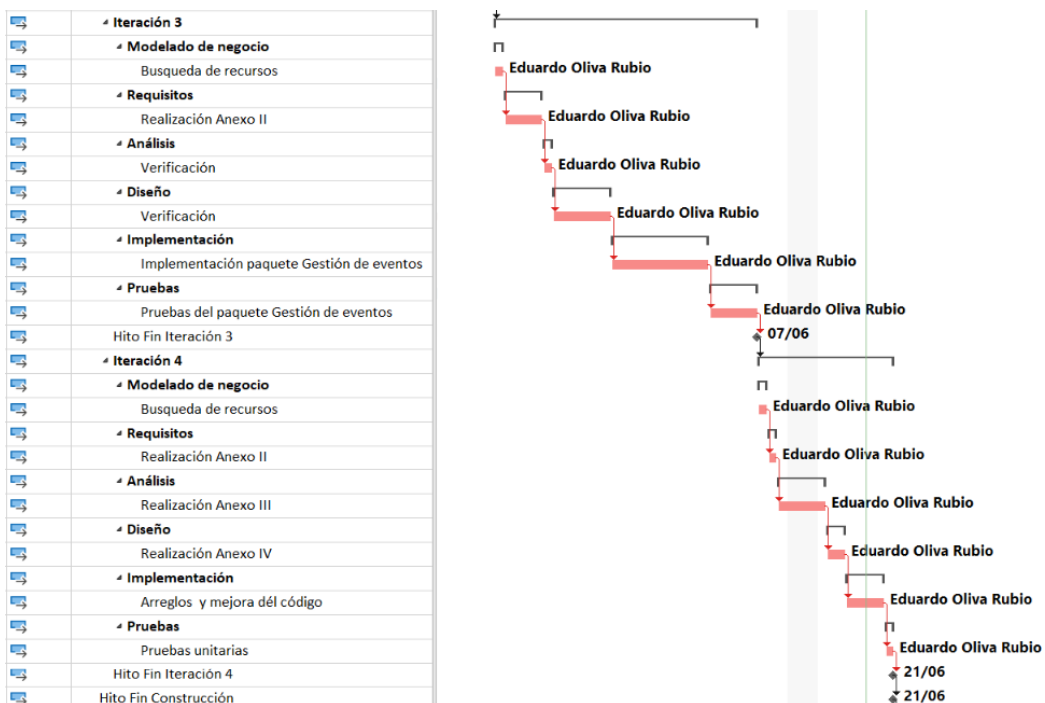 Iteración 3
Modelado de negocio
Busqueda de recursos Eduardo Oliva Rubio
Requisitos
Realización Anexo II Eduardo Oliva Rubio
Análisis
Verificación Eduardo Oliva Rubio
Diseño
Verificación Eduardo Oliva Rubio
Implementación
Implementación paquete Gestión de eventos Eduardo Oliva Rubio
Pruebas
Pruebas del paquete Gestión de eventos Eduardo Oliva Rubio
Hito Fin Iteración 3 07/06
Iteración 4
Modelado de negocio
Busqueda de recursos Eduardo Oliva Rubio
Requisitos
Realización Anexo II Eduardo Oliva Rubio
Análisis
Realización Anexo III Eduardo Oliva Rubio
Diseño
Realización Anexo IV Eduardo Oliva Rubio
Implementación
Arreglos y mejora dél código Eduardo Oliva Rubio
Pruebas
Pruebas unitarias Eduardo Oliva Rubio
Hito Fin Iteración 4 21/06
Hito Fin Construcción 21/06